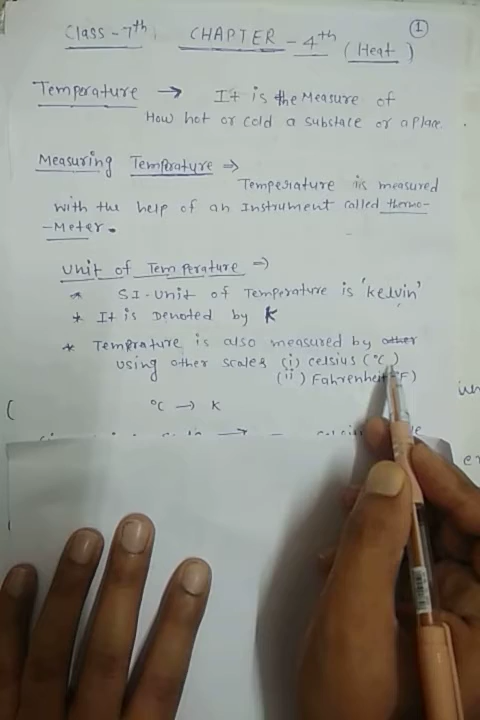 1
Class - 7th CHAPTER - 4th (Heat)
Temperature → It is the Measure of
How hot or cold a substace or a place.
Measuring Temperature ⇒
Temperature is measured
with the help of an Instrument called thermo-
-Meter.
Unit of Temperature ⇒
* SI-unit of Temperature is 'kelvin'
* It is Denoted by K
* Temprature is also measured by other
using other scales (i) celsius (°C)
(ii) Fahrenheit (°F)
°C → K